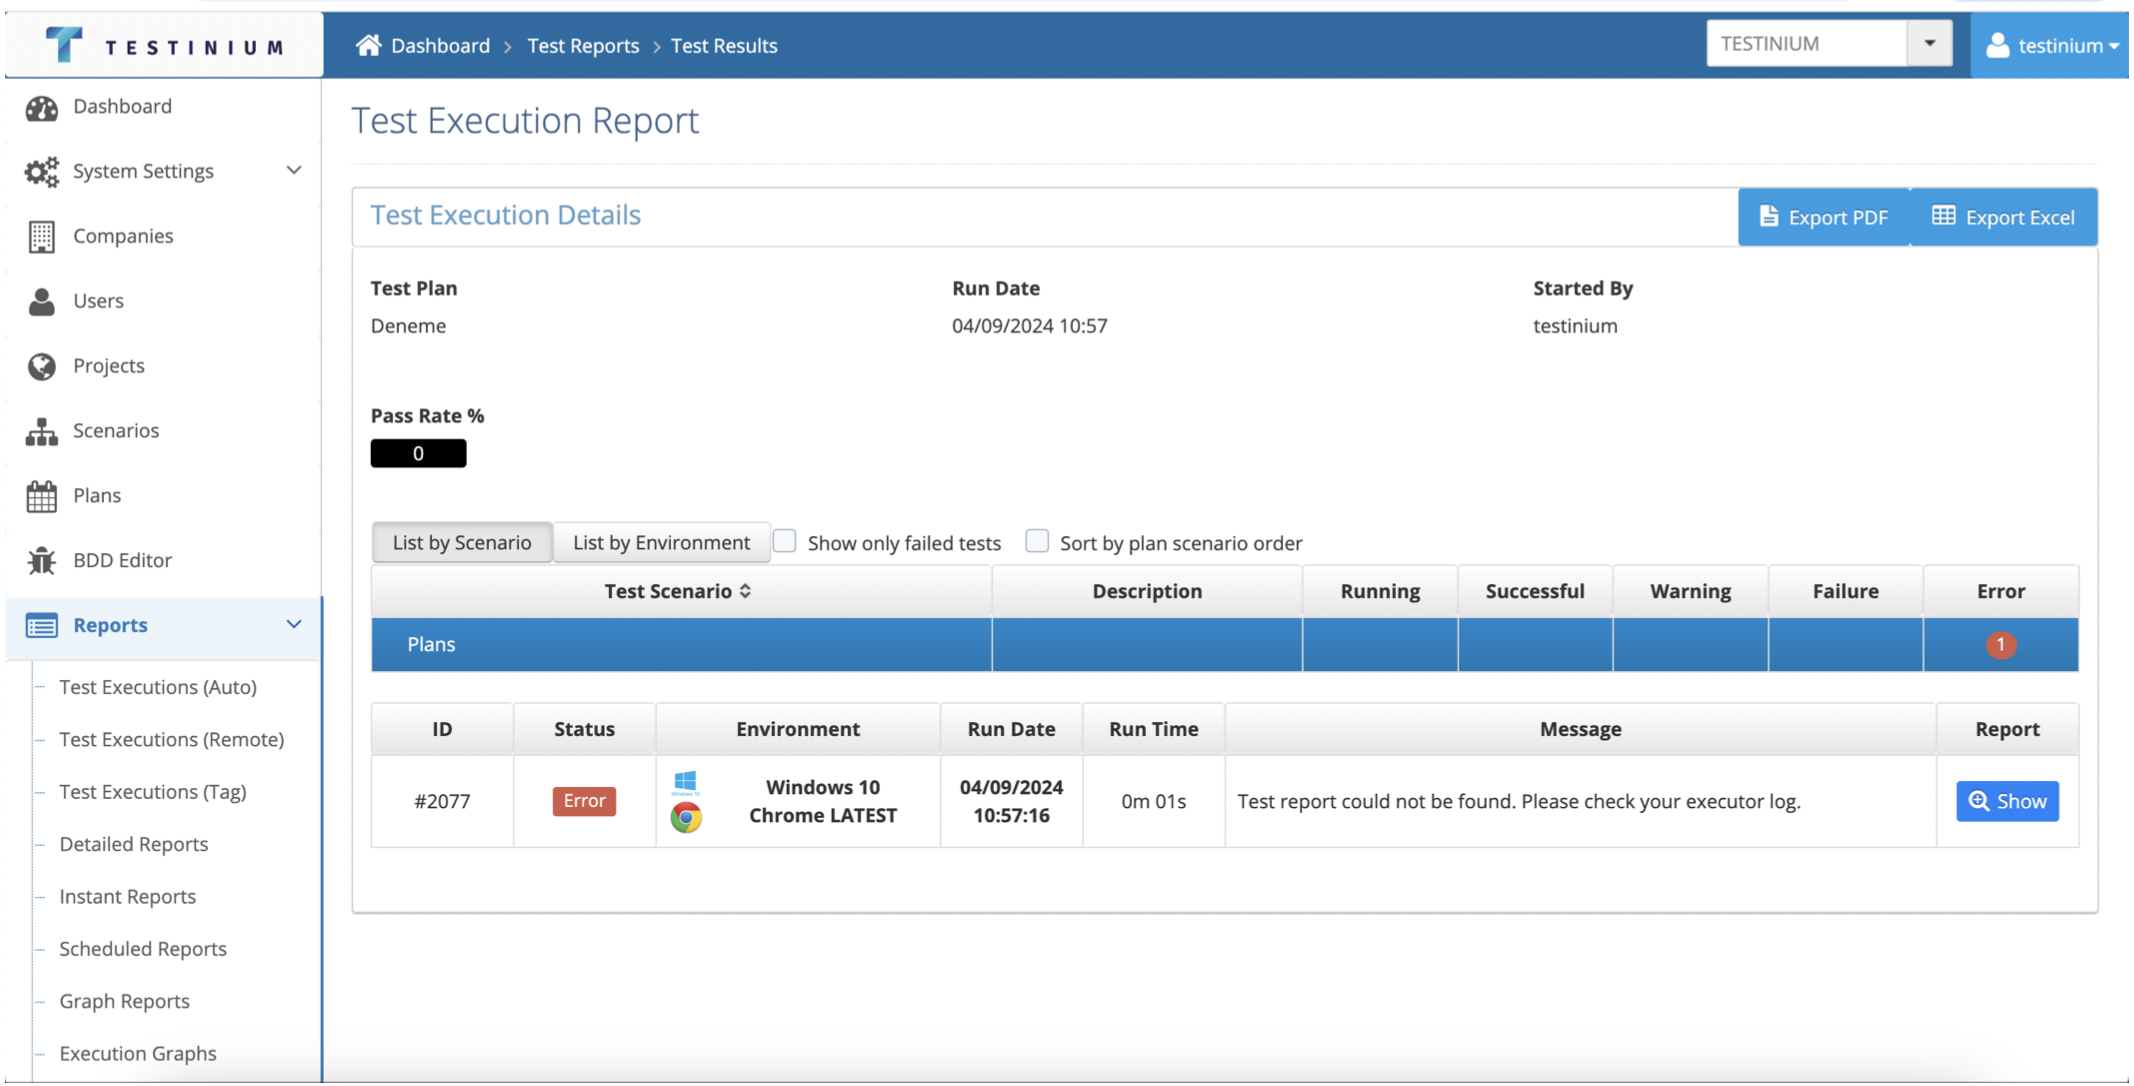 TESTINIUM
Dashboard > Test Reports > Test Results
TESTINIUM
testinium
Dashboard
System Settings
Companies
Users
Projects
Scenarios
Plans
BDD Editor
Reports
Test Executions (Auto)
Test Executions (Remote)
Test Executions (Tag)
Detailed Reports
Instant Reports
Scheduled Reports
Graph Reports
Execution Graphs
Test Execution Report
Test Execution Details
Export PDF
Export Excel
Test Plan
Deneme
Run Date
04/09/2024 10:57
Started By
testinium
Pass Rate %
0
List by Scenario List by Environment Show only failed tests Sort by plan scenario order
Test Scenario Description Running Successful Warning Failure Error
Plans 1
ID Status Environment Run Date Run Time Message Report
#2077 Error Windows 10 Windows 10 Chrome LATEST 04/09/2024 10:57:16 0m 01s Test report could not be found. Please check your executor log. Show